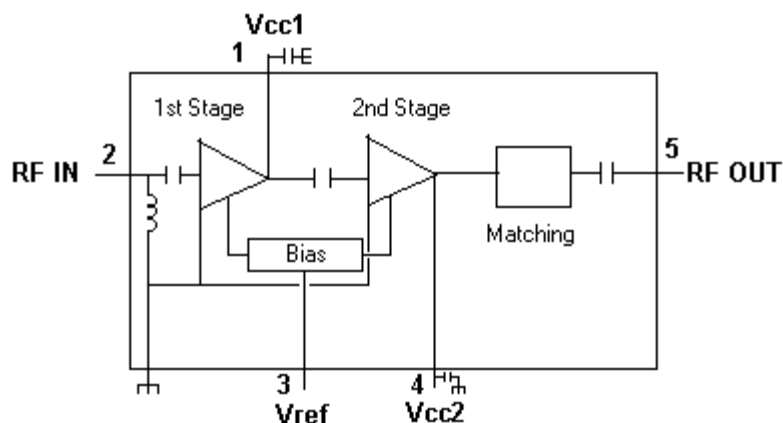 Vcc1
1
1st Stage
2nd Stage
2
RF IN
5
RF OUT
Matching
Bias
3
Vref
4
Vcc2